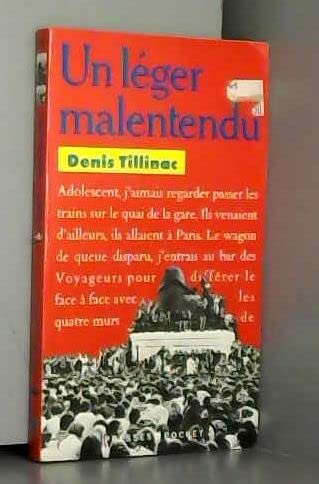 Un léger
malentendu
Denis Tillinac
Adolescent, j'aimais regarder passer les
trains sur le quai de la gare. Ils venaient
d'ailleurs, ils allaient à Paris. Le wagon
de queue disparu, j'entrais au bar des
Voyageurs pour différer le
face à face avec les
quatre murs de
POCKET